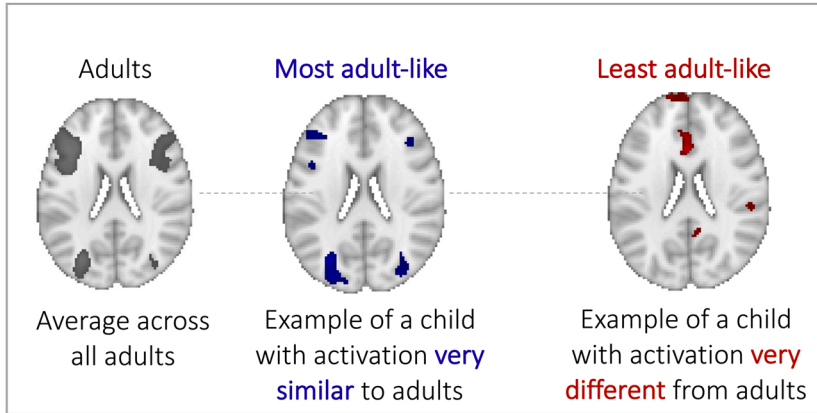 Adults
Most adult-like
Least adult-like
Average across
all adults
Example of a child
with activation very
similar to adults
Example of a child
with activation very
different from adults